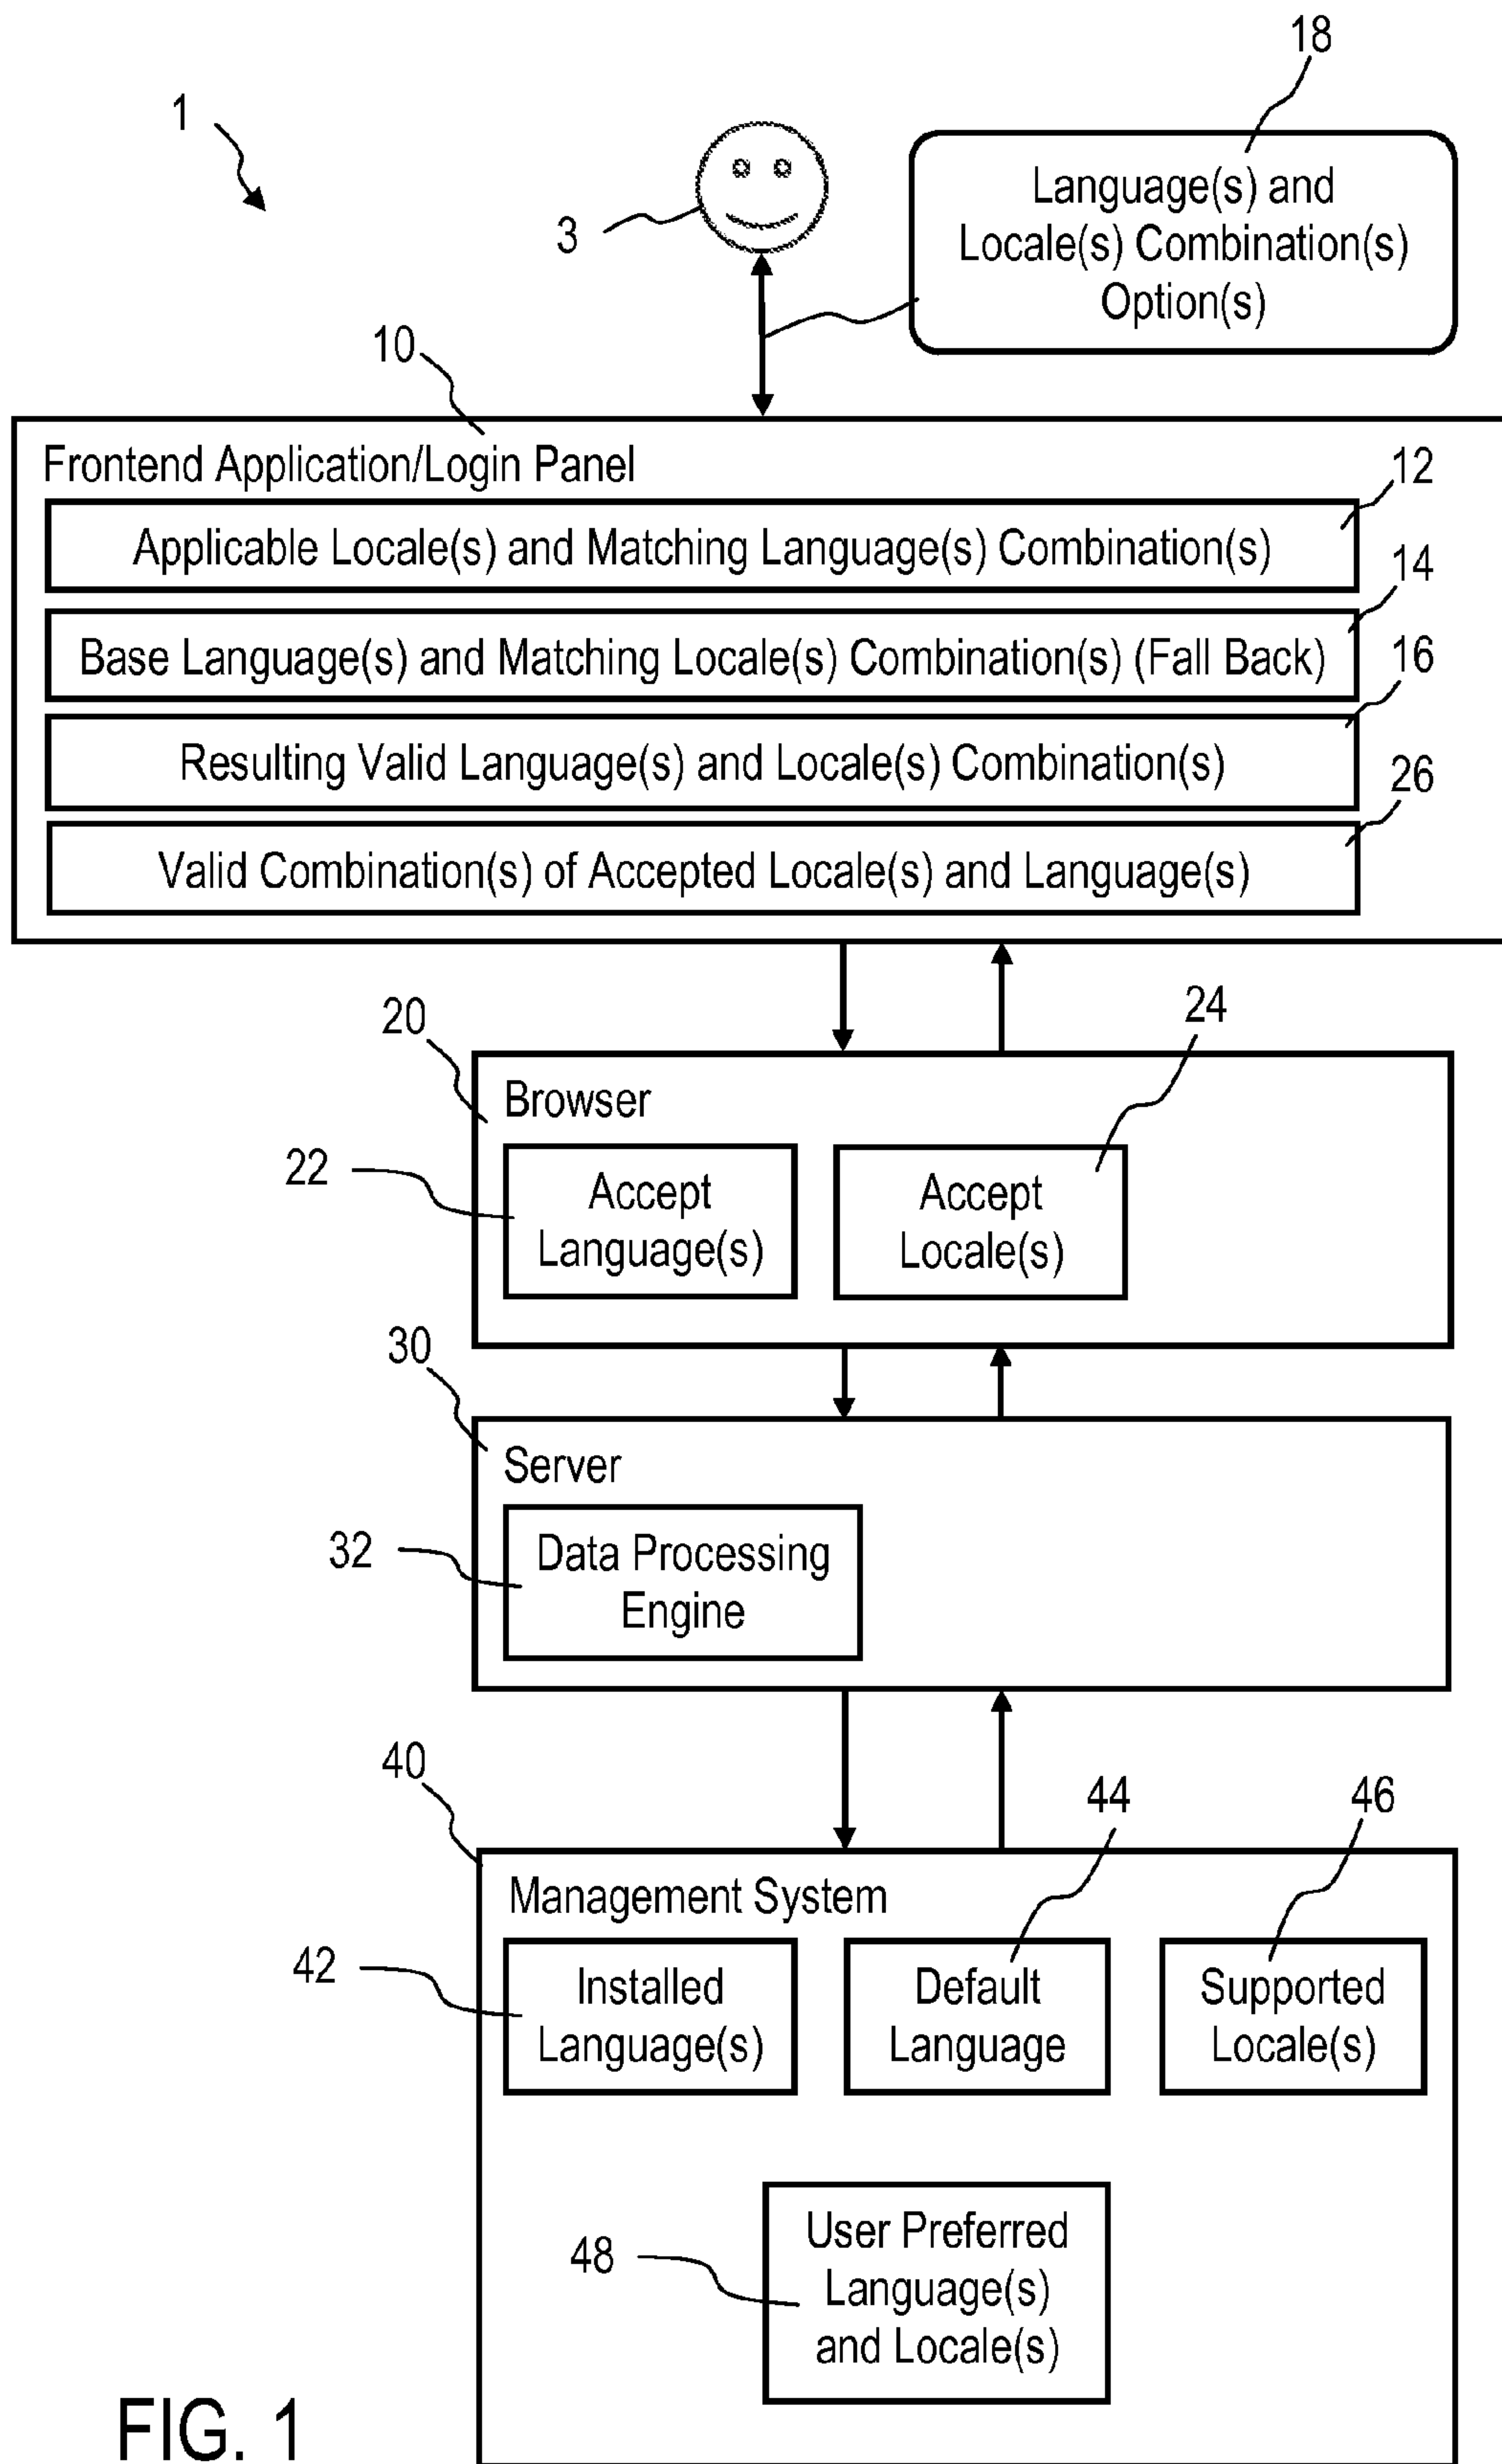 18
1
Language(s) and
Locale(s) Combination(s)
Option(s)
3
10
Frontend Application/Login Panel
12
Applicable Locale(s) and Matching Language(s) Combination(s)
14
Base Language(s) and Matching Locale(s) Combination(s) (Fall Back)
16
Resulting Valid Language(s) and Locale(s) Combination(s)
26
Valid Combination(s) of Accepted Locale(s) and Language(s)
20
24
Browser
22
Accept
Language(s)
Accept
Locale(s)
30
Server
32
Data Processing
Engine
40
44
46
Management System
42
Installed
Language(s)
Default
Language
Supported
Locale(s)
48
User Preferred
Language(s)
and Locale(s)
FIG. 1